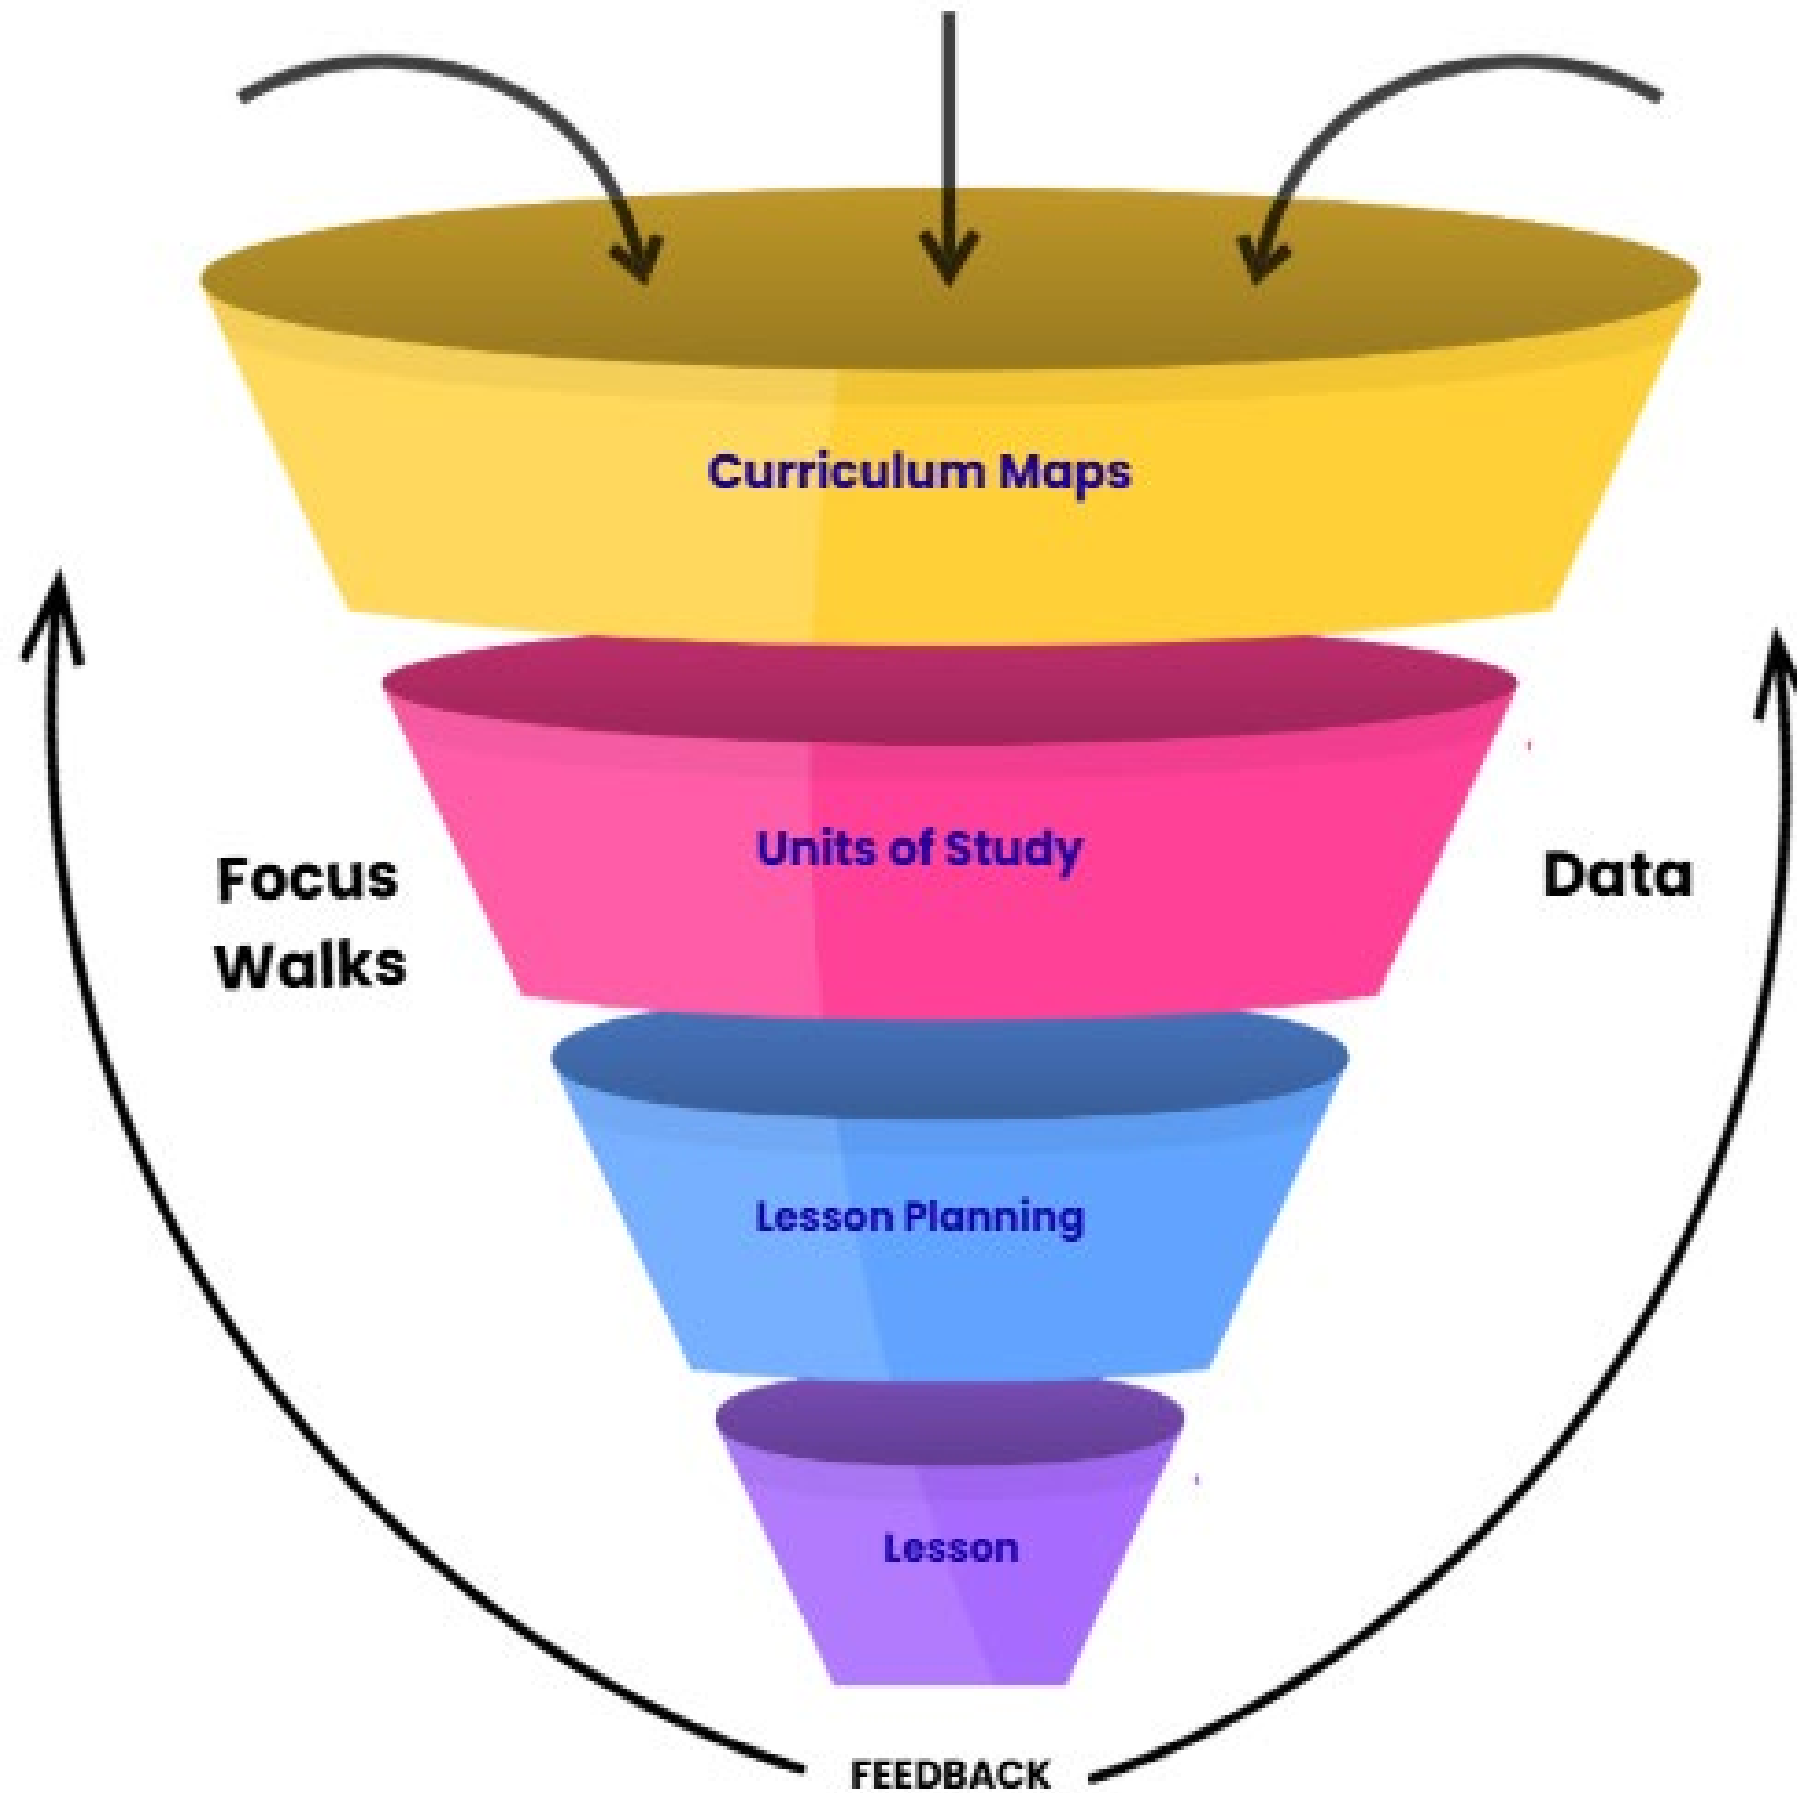 Curriculum Maps
Units of Study
Focus
Walks
Data
Lesson Planning
Lesson
FEEDBACK